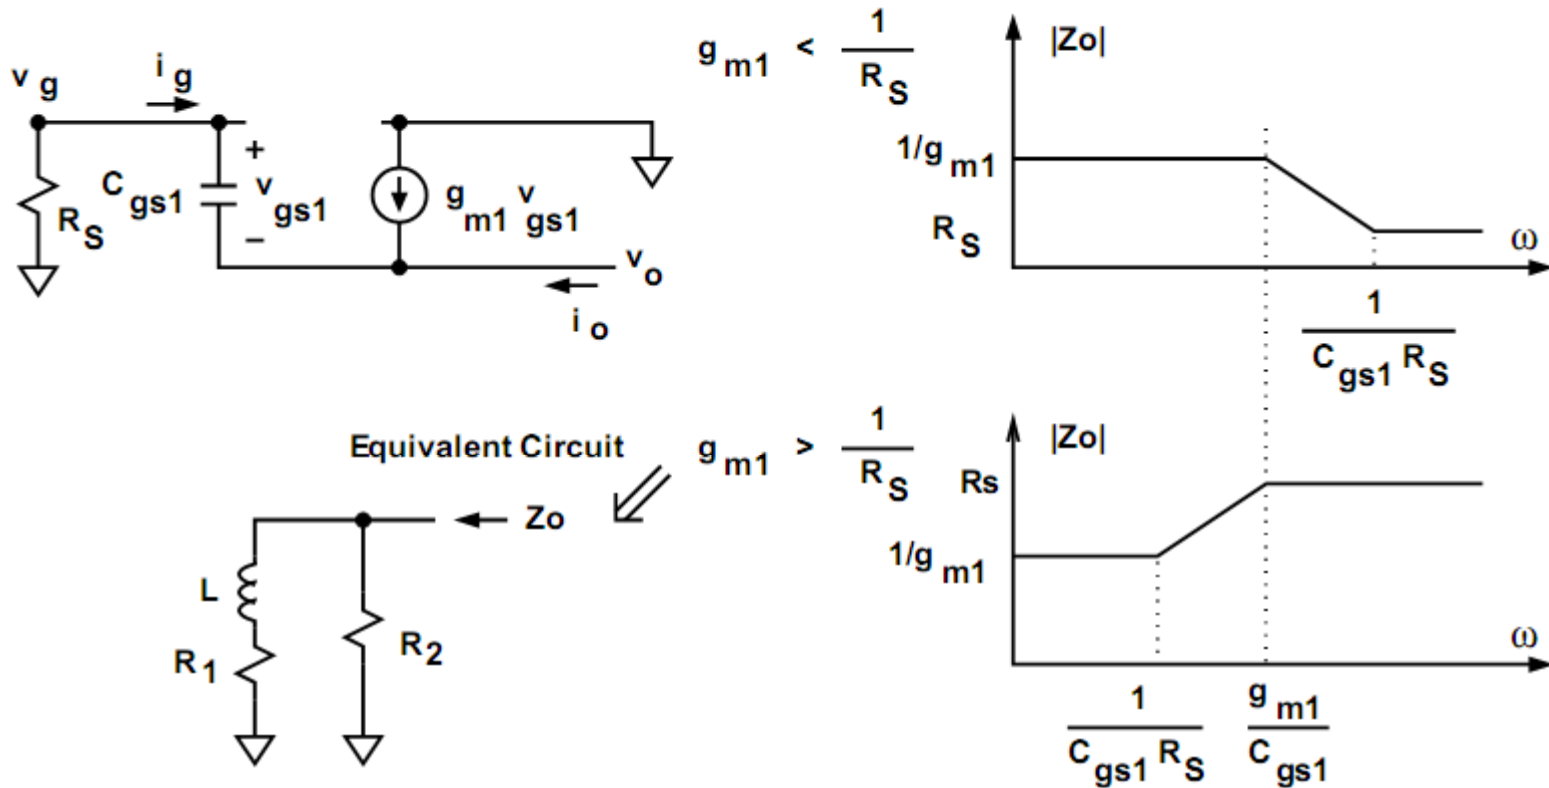 v g
i g
R S
C gs1
+
v gs1
−
g m1 v gs1
v o
i o
g m1 < 1 / R S
|Zo|
1/g m1
R S
ω
1 / C gs1 R S
Equivalent Circuit
g m1 > 1 / R S
Zo
L
R 1
R 2
|Zo|
Rs
1/g m1
ω
1 / C gs1 R S
g m1 / C gs1